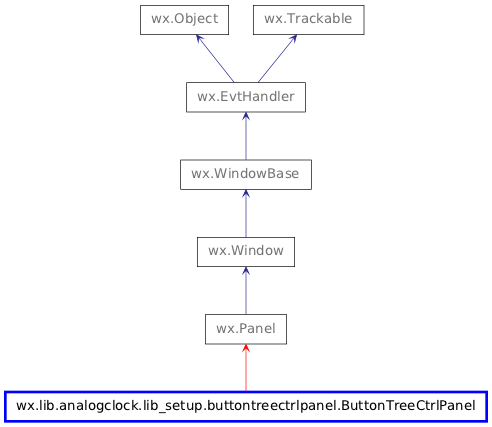 wx.Object wx.Trackable
wx.EvtHandler
wx.WindowBase
wx.Window
wx.Panel
wx.lib.analogclock.lib_setup.buttontreectrlpanel.ButtonTreeCtrlPanel